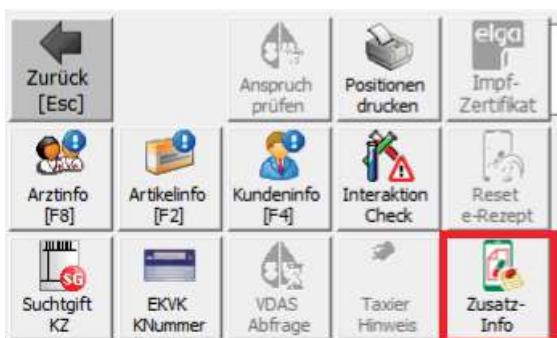 Zurück
[Esc]
Anspruch
prüfen
Positionen
drucken
elga
Impf-
Zertifikat
Arztinfo
[F8]
Artikelinfo
[F2]
Kundeninfo
[F4]
Interaktion
Check
Reset
e-Rezept
SG
Suchtgift
KZ
EKVK
KNummer
VDAS
Abfrage
Taxier
Hinweis
Zusatz-
Info